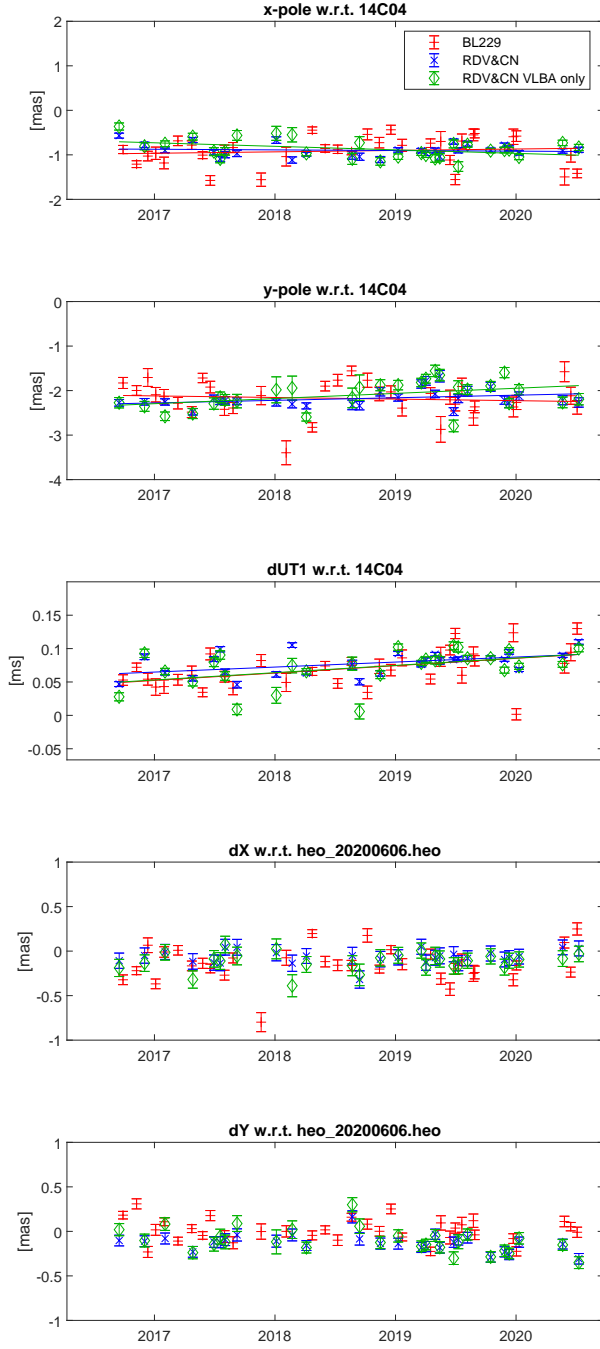 x-pole w.r.t. 14C04
2
1
0
-1
-2
[mas]
BL229
RDV&CN
RDV&CN VLBA only
2017 2018 2019 2020
y-pole w.r.t. 14C04
0
-1
-2
-3
-4
[mas]
2017 2018 2019 2020
dUT1 w.r.t. 14C04
0.15
0.1
0.05
0
-0.05
[ms]
2017 2018 2019 2020
dX w.r.t. heo_20200606.heo
1
0.5
0
-0.5
-1
[mas]
2017 2018 2019 2020
dY w.r.t. heo_20200606.heo
1
0.5
0
-0.5
-1
[mas]
2017 2018 2019 2020